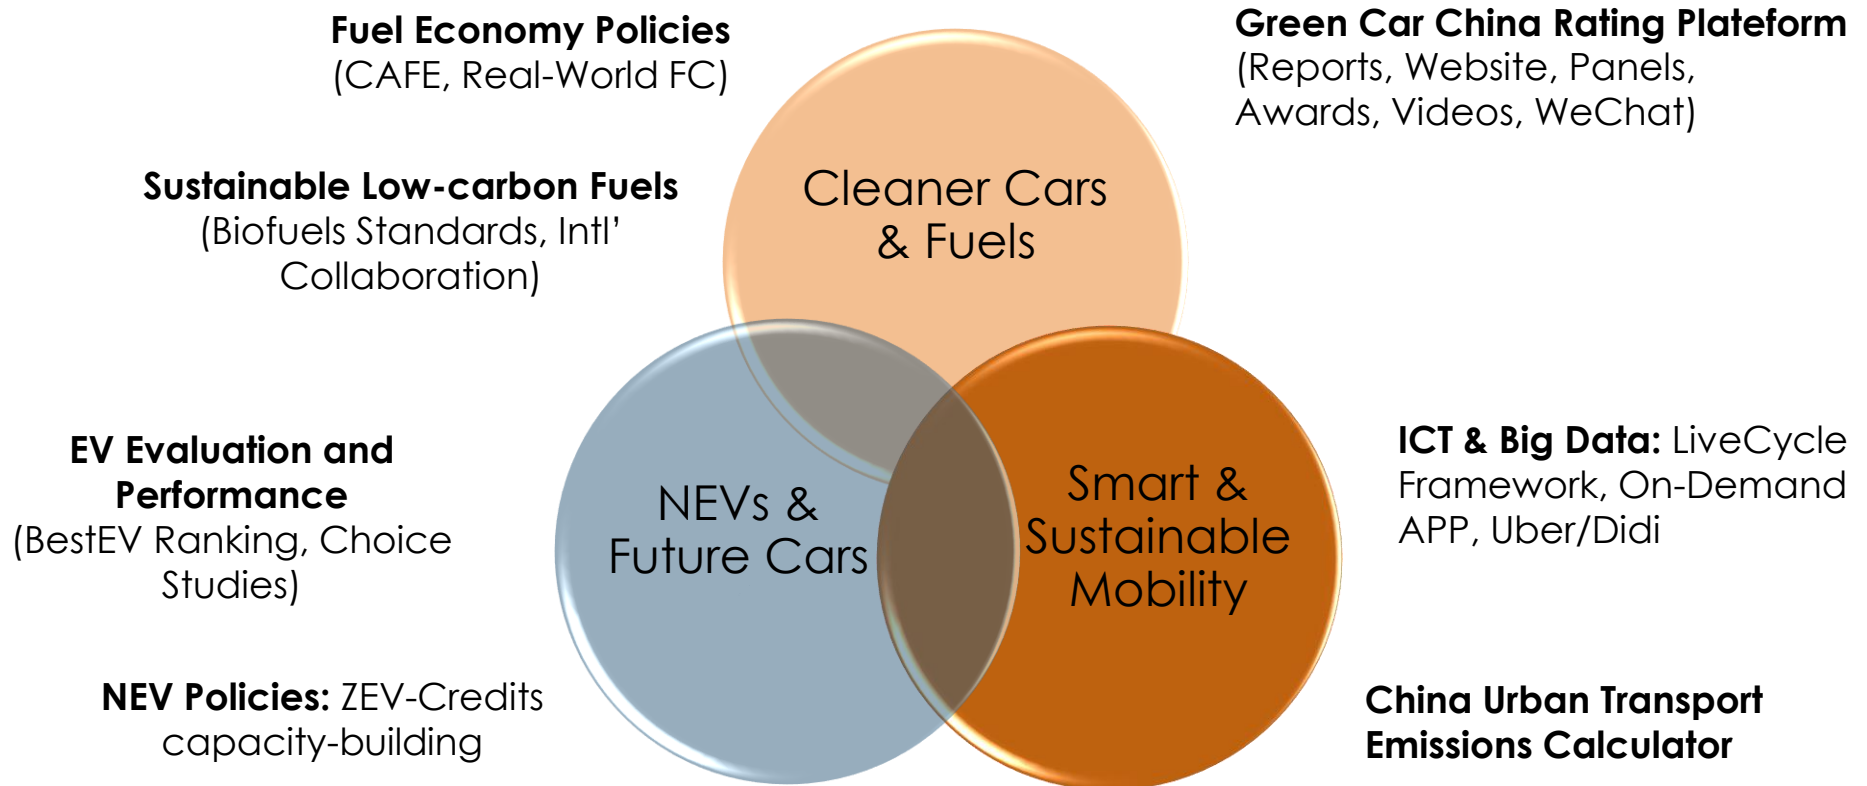 Fuel Economy Policies
(CAFE, Real-World FC)
Green Car China Rating Plateform
(Reports, Website, Panels,
Awards, Videos, WeChat)
Sustainable Low-carbon Fuels
(Biofuels Standards, Intl’
Collaboration)
Cleaner Cars
& Fuels
EV Evaluation and
Performance
(BestEV Ranking, Choice
Studies)
NEVs &
Future Cars
Smart &
Sustainable
Mobility
ICT & Big Data: LiveCycle
Framework, On-Demand
APP, Uber/Didi
NEV Policies: ZEV-Credits
capacity-building
China Urban Transport
Emissions Calculator